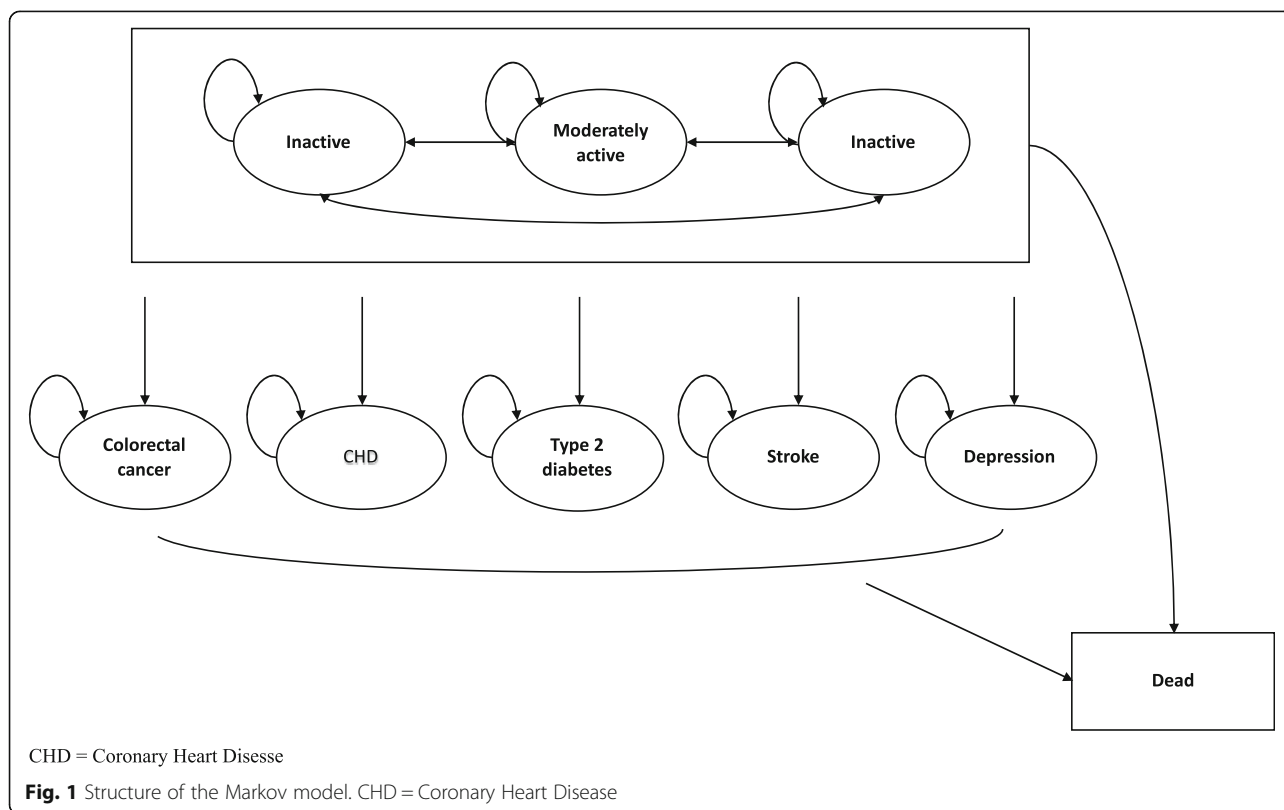 Inactive
Moderately
active
Inactive
Colorectal
cancer
CHD
Type 2
diabetes
Stroke
Depression
Dead
CHD = Coronary Heart Disesse
Fig. 1 Structure of the Markov model. CHD = Coronary Heart Disease